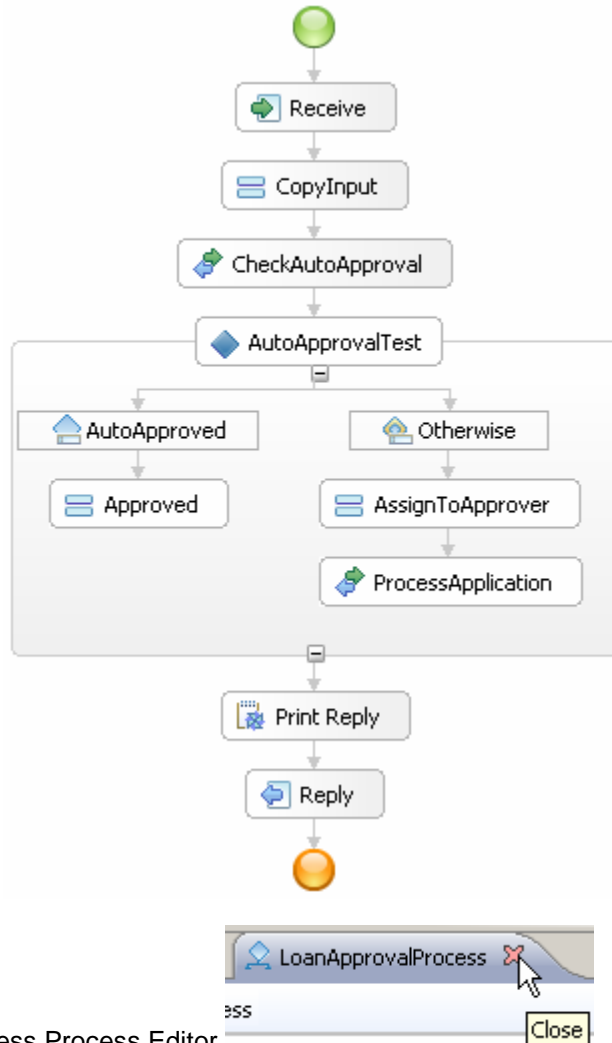 Receive
CopyInput
CheckAutoApproval
AutoApprovalTest
AutoApproved Otherwise
Approved AssignToApprover
ProcessApplication
Print Reply
Reply
LoanApprovalProcess
ess
ess Process Editor
Close